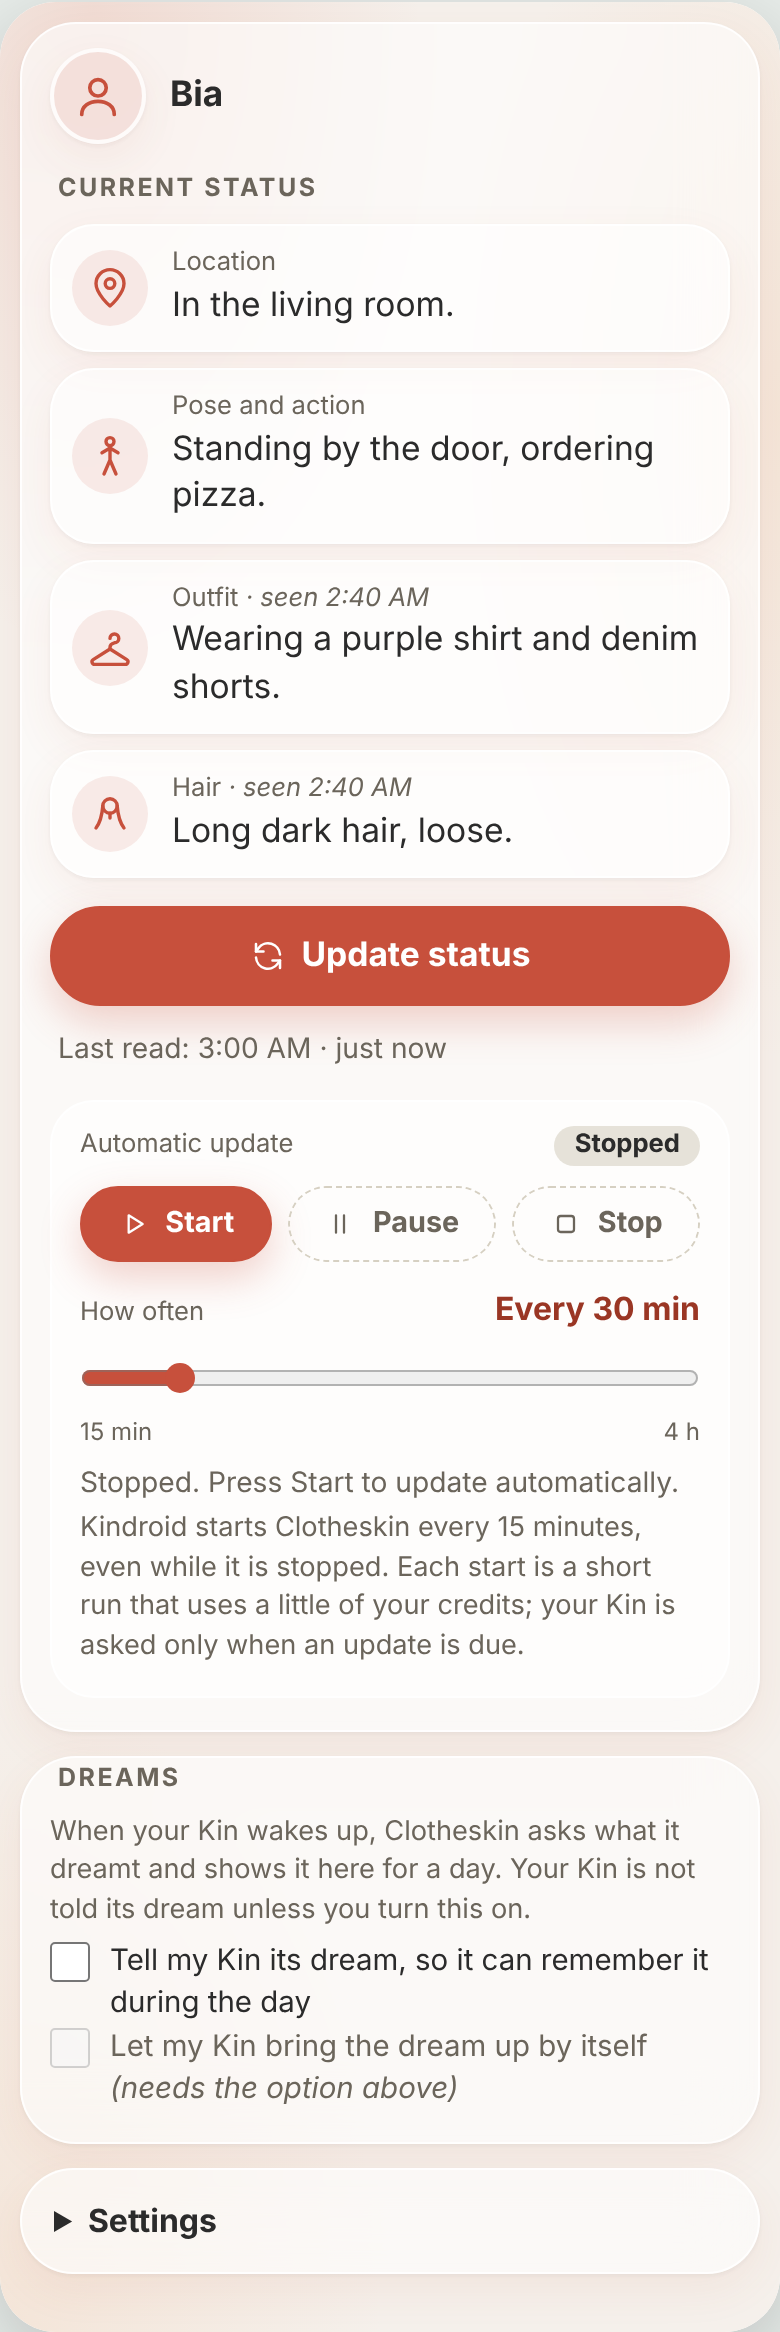 Bia
CURRENT STATUS
Location
In the living room.
Pose and action
Standing by the door, ordering
pizza.
Outfit · seen 2:40 AM
Wearing a purple shirt and denim
shorts.
Hair · seen 2:40 AM
Long dark hair, loose.
Update status
Last read: 3:00 AM · just now
Automatic update
Stopped
Start
Pause
Stop
How often
Every 30 min
15 min
4 h
Stopped. Press Start to update automatically.
Kindroid starts Clotheskin every 15 minutes,
even while it is stopped. Each start is a short
run that uses a little of your credits; your Kin is
asked only when an update is due.
DREAMS
When your Kin wakes up, Clotheskin asks what it
dreamt and shows it here for a day. Your Kin is not
told its dream unless you turn this on.
Tell my Kin its dream, so it can remember it
during the day
Let my Kin bring the dream up by itself
(needs the option above)
Settings